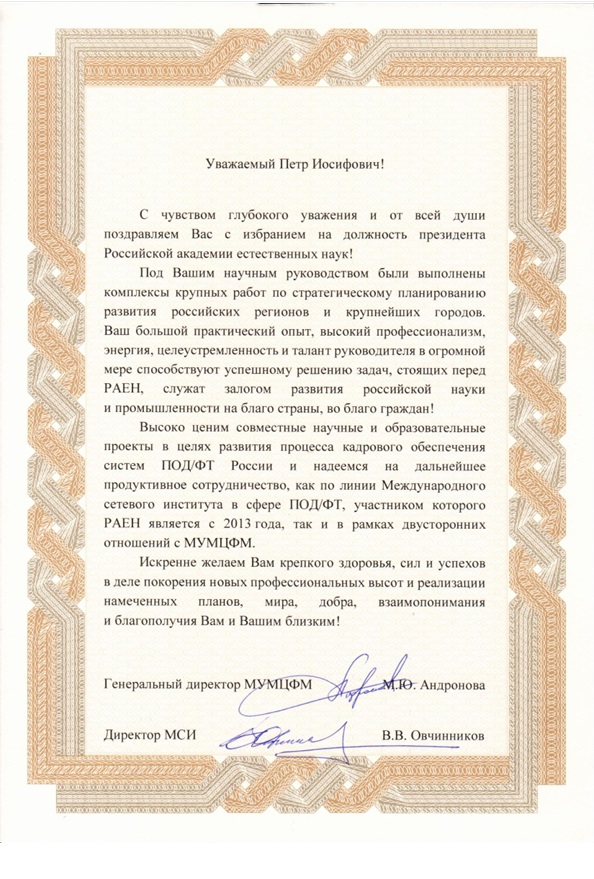 Уважаемый Петр Иосифович!
С чувством глубокого уважения и от всей души
поздравляем Вас с избранием на должность президента
Российской академии естественных наук!
Под Вашим научным руководством были выполнены
комплексы крупных работ по стратегическому планированию
развития российских регионов и крупнейших городов.
Ваш большой практический опыт, высокий профессионализм,
энергия, целеустремленность и талант руководителя в огромной
мере способствуют успешному решению задач, стоящих перед
РАЕН, служат залогом развития российской науки
и промышленности на благо страны, во благо граждан!
Высоко ценим совместные научные и образовательные
проекты в целях развития процесса кадрового обеспечения
систем ПОД/ФТ России и надеемся на дальнейшее
продуктивное сотрудничество, как по линии Международного
сетевого института в сфере ПОД/ФТ, участником которого
РАЕН является с 2013 года, так и в рамках двусторонних
отношений с МУМЦФМ.
Искренне желаем Вам крепкого здоровья, сил и успехов
в деле покорения новых профессиональных высот и реализации
намеченных планов, мира, добра, взаимопонимания
и благополучия Вам и Вашим близким!
Генеральный директор МУМЦФМ М.Ю. Андронова
Директор МСИ В.В. Овчинников